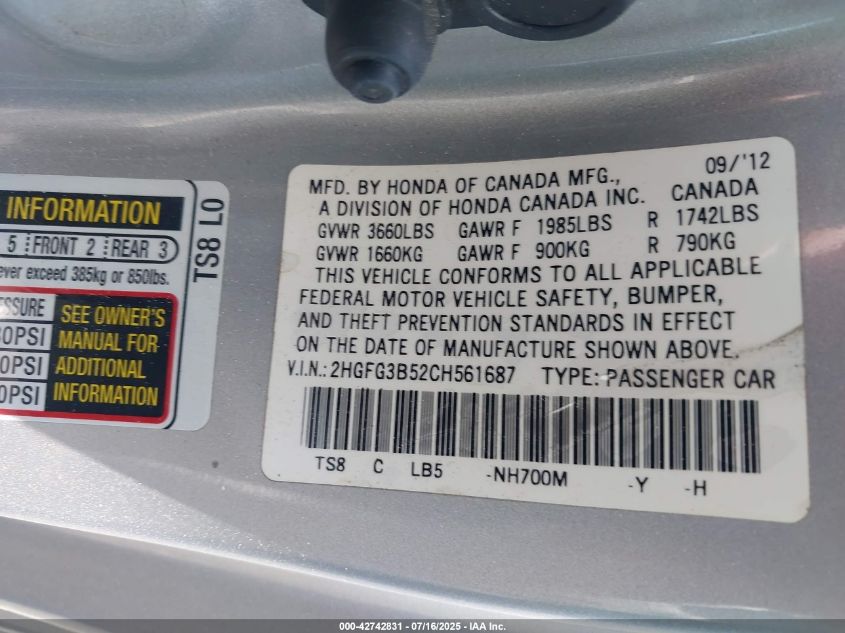 INFORMATION
5 FRONT 2 REAR 3
ever exceed 385kg or 850lbs.
SSURE
0PSI
0PSI
0PSI
SEE OWNER'S
MANUAL FOR
ADDITIONAL
INFORMATION
TS8 L0
09/'12
MFD. BY HONDA OF CANADA MFG.,
A DIVISION OF HONDA CANADA INC. CANADA
GVWR 3660LBS GAWR F 1985LBS R 1742LBS
GVWR 1660KG GAWR F 900KG R 790KG
THIS VEHICLE CONFORMS TO ALL APPLICABLE
FEDERAL MOTOR VEHICLE SAFETY, BUMPER,
AND THEFT PREVENTION STANDARDS IN EFFECT
ON THE DATE OF MANUFACTURE SHOWN ABOVE.
V.I.N.: 2HGFG3B52CH561687 TYPE: PASSENGER CAR
TS8 C LB5 -NH700M -Y -H
000-42742831 - 07/16/2025 - IAA Inc.